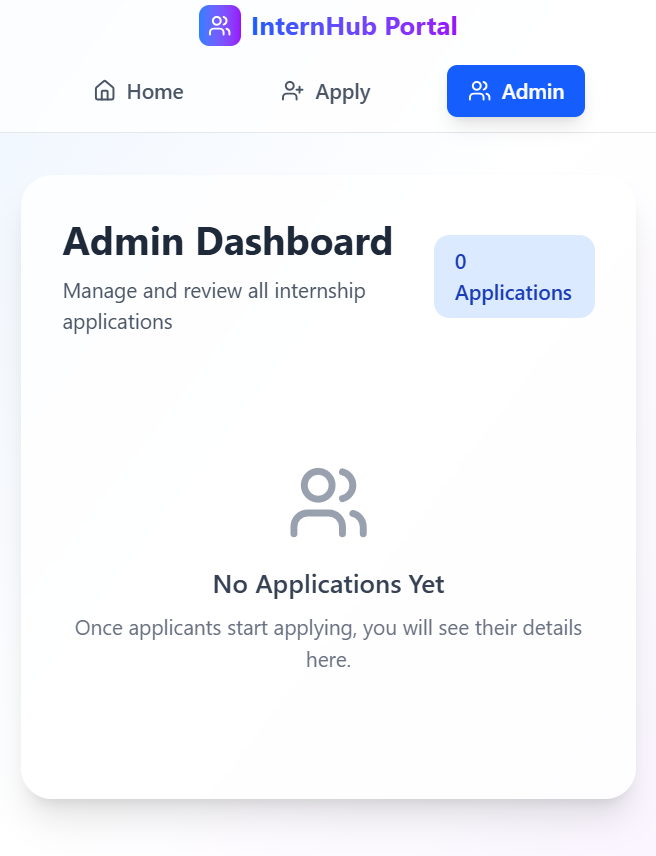 InternHub Portal
Home
Apply
Admin
Admin Dashboard
Manage and review all internship
applications
0
Applications
No Applications Yet
Once applicants start applying, you will see their details
here.